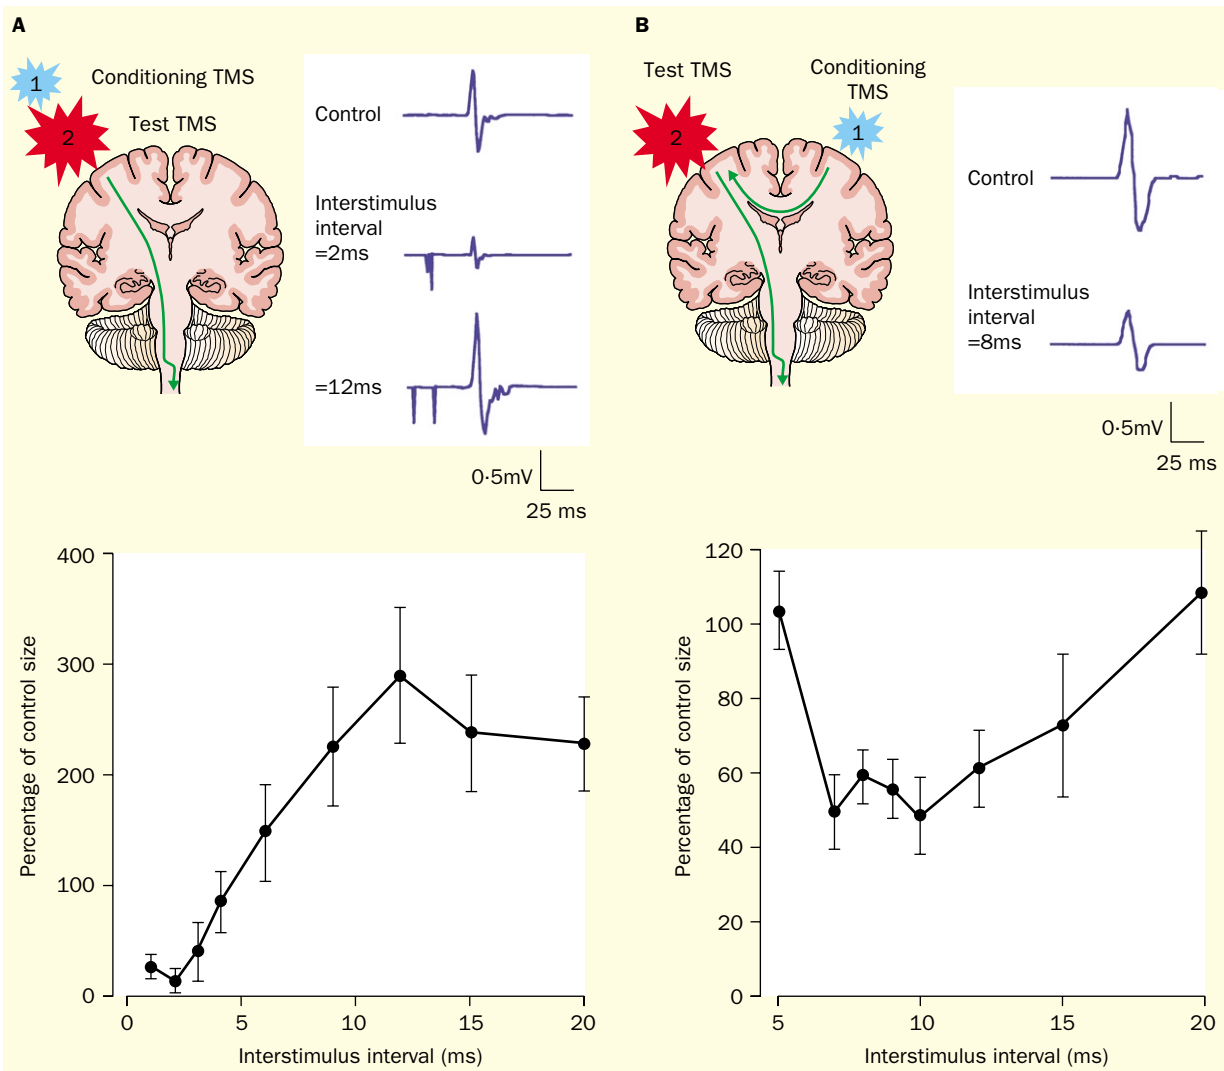 A
1
Conditioning TMS
2
Test TMS
Control
Interstimulus
interval
=2ms
=12ms
0·5mV
25 ms
400
300
200
100
0
Percentage of control size
0
5
10
15
20
Interstimulus interval (ms)
B
Test TMS
Conditioning
TMS
2
1
Control
Interstimulus
interval
=8ms
0·5mV
25 ms
120
100
80
60
40
20
0
Percentage of control size
5
10
15
20
Interstimulus interval (ms)